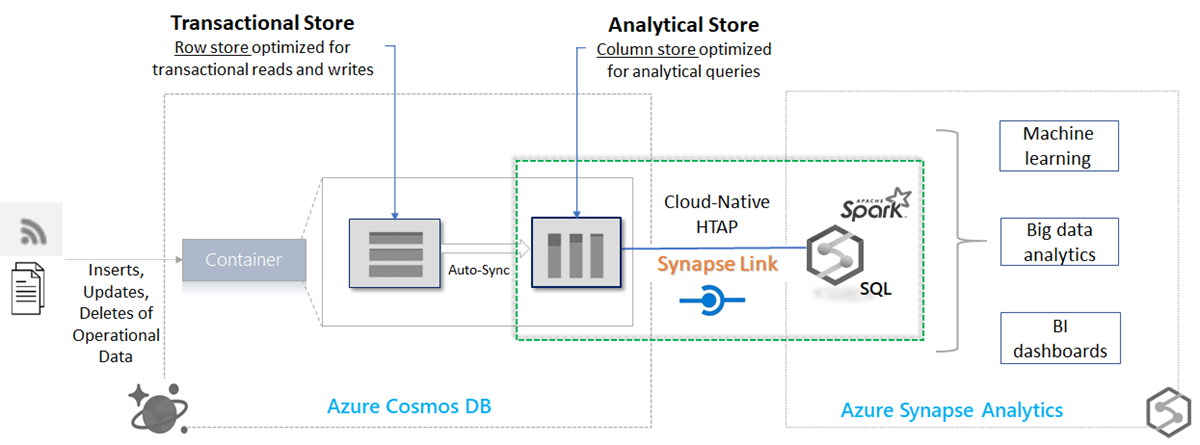 Transactional Store
Row store optimized for
transactional reads and writes
Analytical Store
Column store optimized
for analytical queries
Inserts,
Updates,
Deletes of
Operational
Data
Container
Auto-Sync
Cloud-Native
HTAP
Synapse Link
APACHE
Spark
SQL
Machine
learning
Big data
analytics
BI
dashboards
Azure Cosmos DB
Azure Synapse Analytics